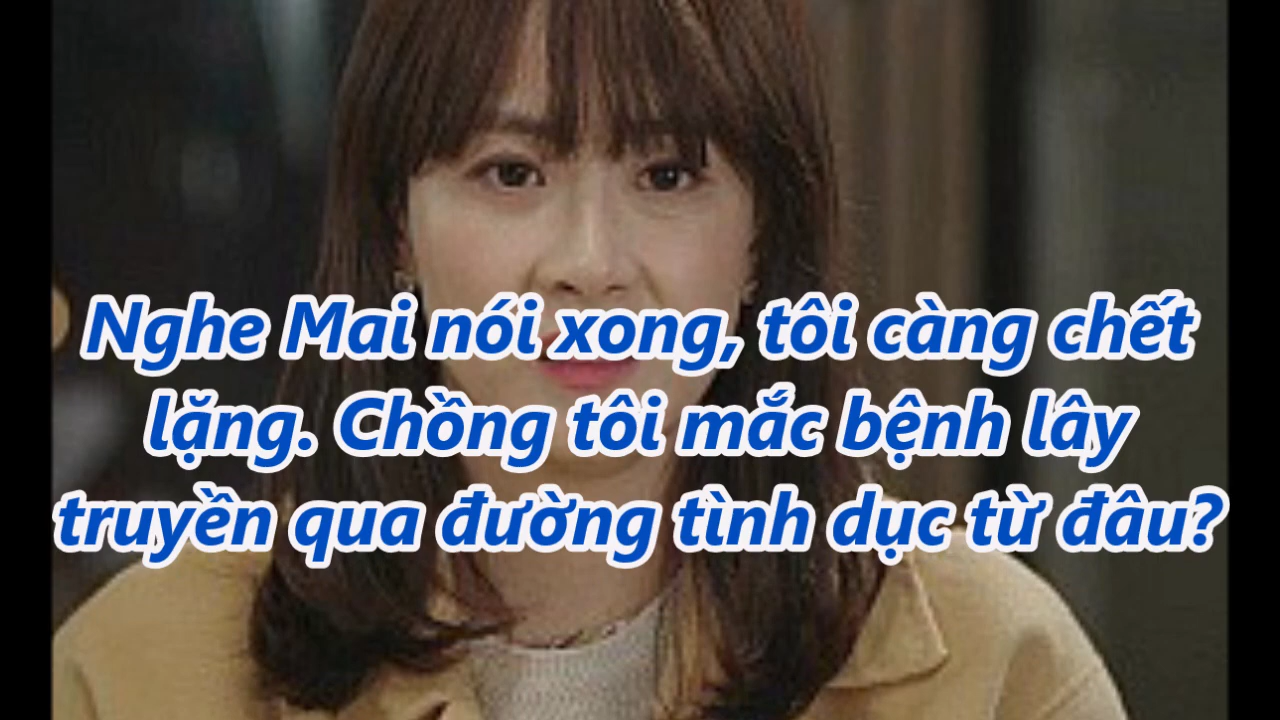 Nghe Mai nói xong, tôi càng chết
lặng. Chồng tôi mắc bệnh lây
truyền qua đường tình dục từ đâu?